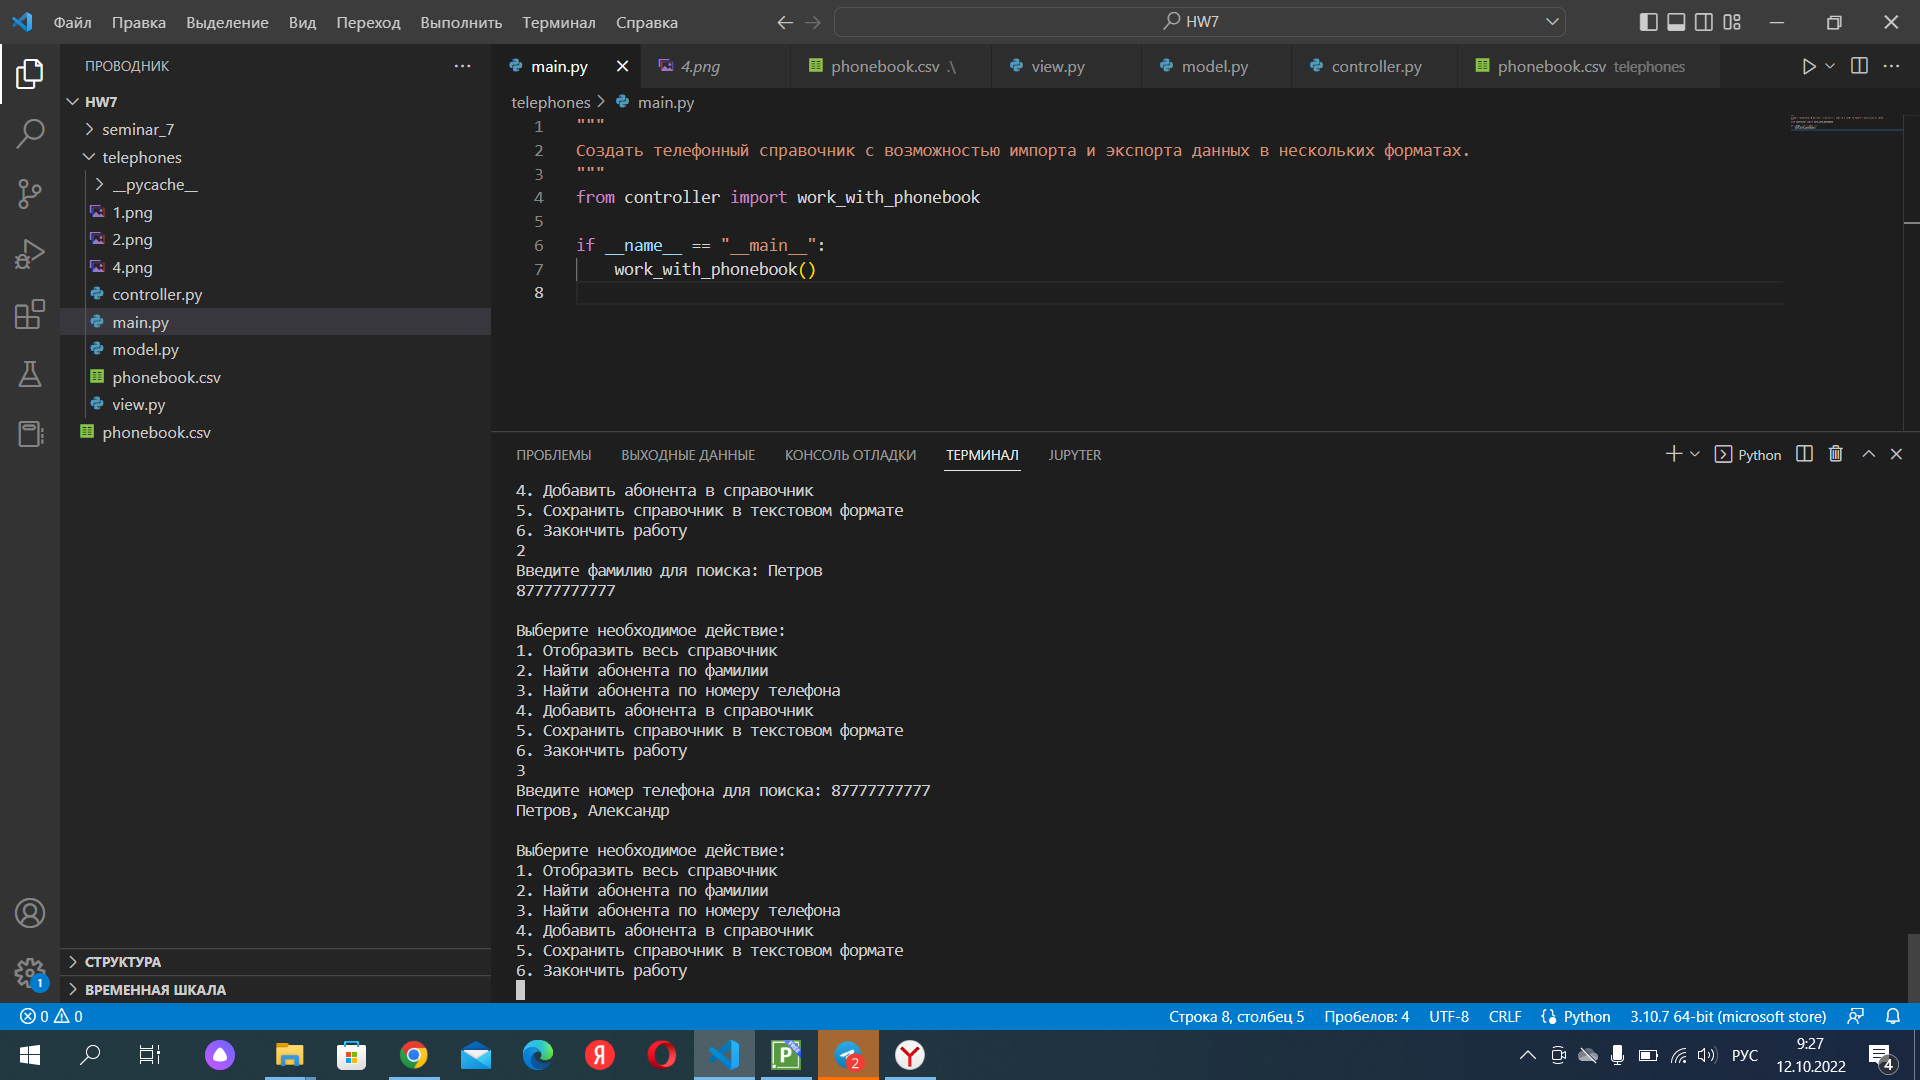 Файл Правка Выделение Вид Переход Выполнить Терминал Справка HW7
ПРОВОДНИК
main.py 4.png phonebook.csv .\ view.py model.py controller.py phonebook.csv telephones
HW7
seminar_7
telephones
__pycache__
1.png
2.png
4.png
controller.py
main.py
model.py
phonebook.csv
view.py
phonebook.csv
СТРУКТУРА
ВРЕМЕННАЯ ШКАЛА
telephones > main.py
1 """
2 Создать телефонный справочник с возможностью импорта и экспорта данных в нескольких форматах.
3 """
4 from controller import work_with_phonebook
5
6 if __name__ == "__main__":
7 work_with_phonebook()
8
ПРОБЛЕМЫ ВЫХОДНЫЕ ДАННЫЕ КОНСОЛЬ ОТЛАДКИ ТЕРМИНАЛ JUPYTER Python
4. Добавить абонента в справочник
5. Сохранить справочник в текстовом формате
6. Закончить работу
2
Введите фамилию для поиска: Петров
87777777777
Выберите необходимое действие:
1. Отобразить весь справочник
2. Найти абонента по фамилии
3. Найти абонента по номеру телефона
4. Добавить абонента в справочник
5. Сохранить справочник в текстовом формате
6. Закончить работу
3
Введите номер телефона для поиска: 87777777777
Петров, Александр
Выберите необходимое действие:
1. Отобразить весь справочник
2. Найти абонента по фамилии
3. Найти абонента по номеру телефона
4. Добавить абонента в справочник
5. Сохранить справочник в текстовом формате
6. Закончить работу
1
0 0 Строка 8, столбец 5 Пробелов: 4 UTF-8 CRLF Python 3.10.7 64-bit (microsoft store)
2 РУС 9:27
12.10.2022 4